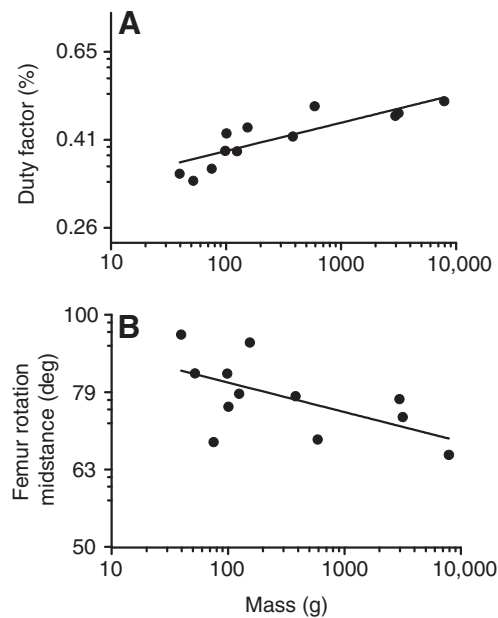 A
0.65
0.41
0.26
Duty factor (%)
10
100
1000
10,000
B
100
79
63
50
Femur rotation
midstance (deg)
10
100
1000
10,000
Mass (g)